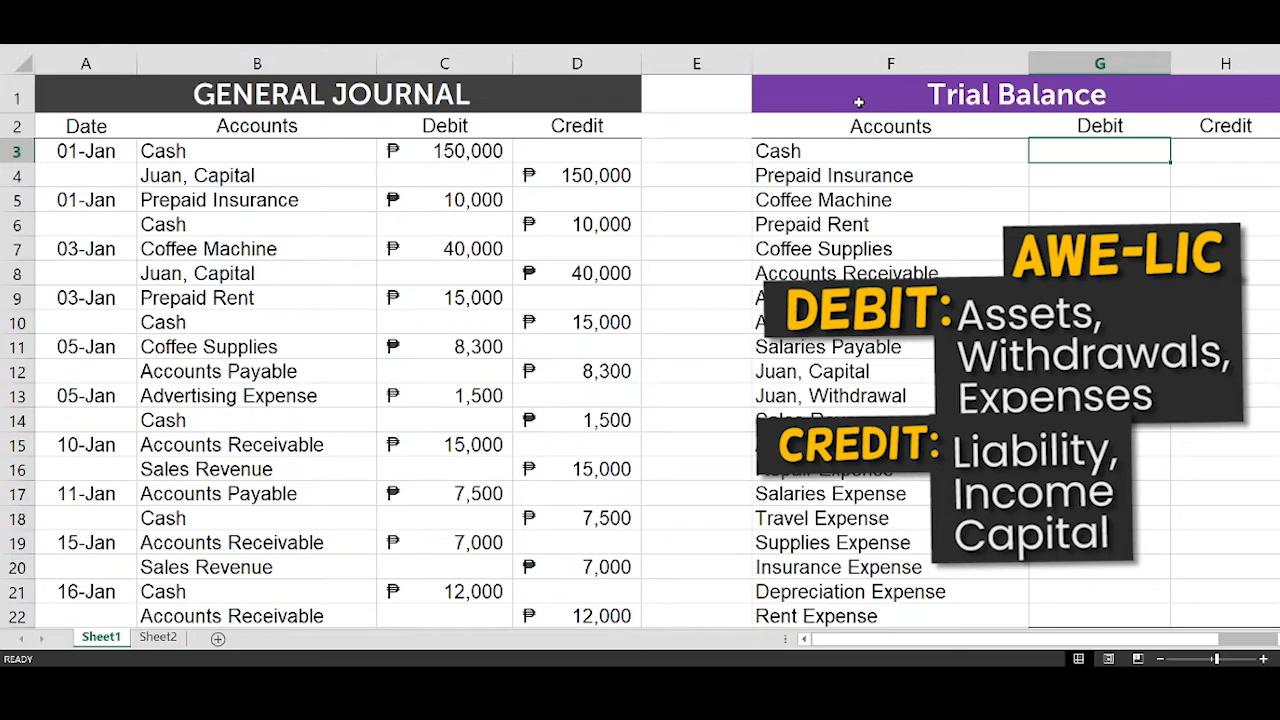 A B C D E F G H
1 GENERAL JOURNAL Trial Balance
2 Date Accounts Debit Credit Accounts Debit Credit
3 01-Jan Cash ₱ 150,000 Cash
4 Juan, Capital ₱ 150,000 Prepaid Insurance
5 01-Jan Prepaid Insurance ₱ 10,000 Coffee Machine
6 Cash ₱ 10,000 Prepaid Rent
7 03-Jan Coffee Machine ₱ 40,000 Coffee Supplies
8 Juan, Capital ₱ 40,000 Accounts Receivable
9 03-Jan Prepaid Rent ₱ 15,000
10 Cash ₱ 15,000
11 05-Jan Coffee Supplies ₱ 8,300 Salaries Payable
12 Accounts Payable ₱ 8,300 Juan, Capital
13 05-Jan Advertising Expense ₱ 1,500 Juan, Withdrawal
14 Cash ₱ 1,500
15 10-Jan Accounts Receivable ₱ 15,000
16 Sales Revenue ₱ 15,000
17 11-Jan Accounts Payable ₱ 7,500 Salaries Expense
18 Cash ₱ 7,500 Travel Expense
19 15-Jan Accounts Receivable ₱ 7,000 Supplies Expense
20 Sales Revenue ₱ 7,000 Insurance Expense
21 16-Jan Cash ₱ 12,000 Depreciation Expense
22 Accounts Receivable ₱ 12,000 Rent Expense
AWE-LIC
DEBIT: Assets,
Withdrawals,
Expenses
CREDIT: Liability,
Income
Capital
Sheet1 Sheet2
READY